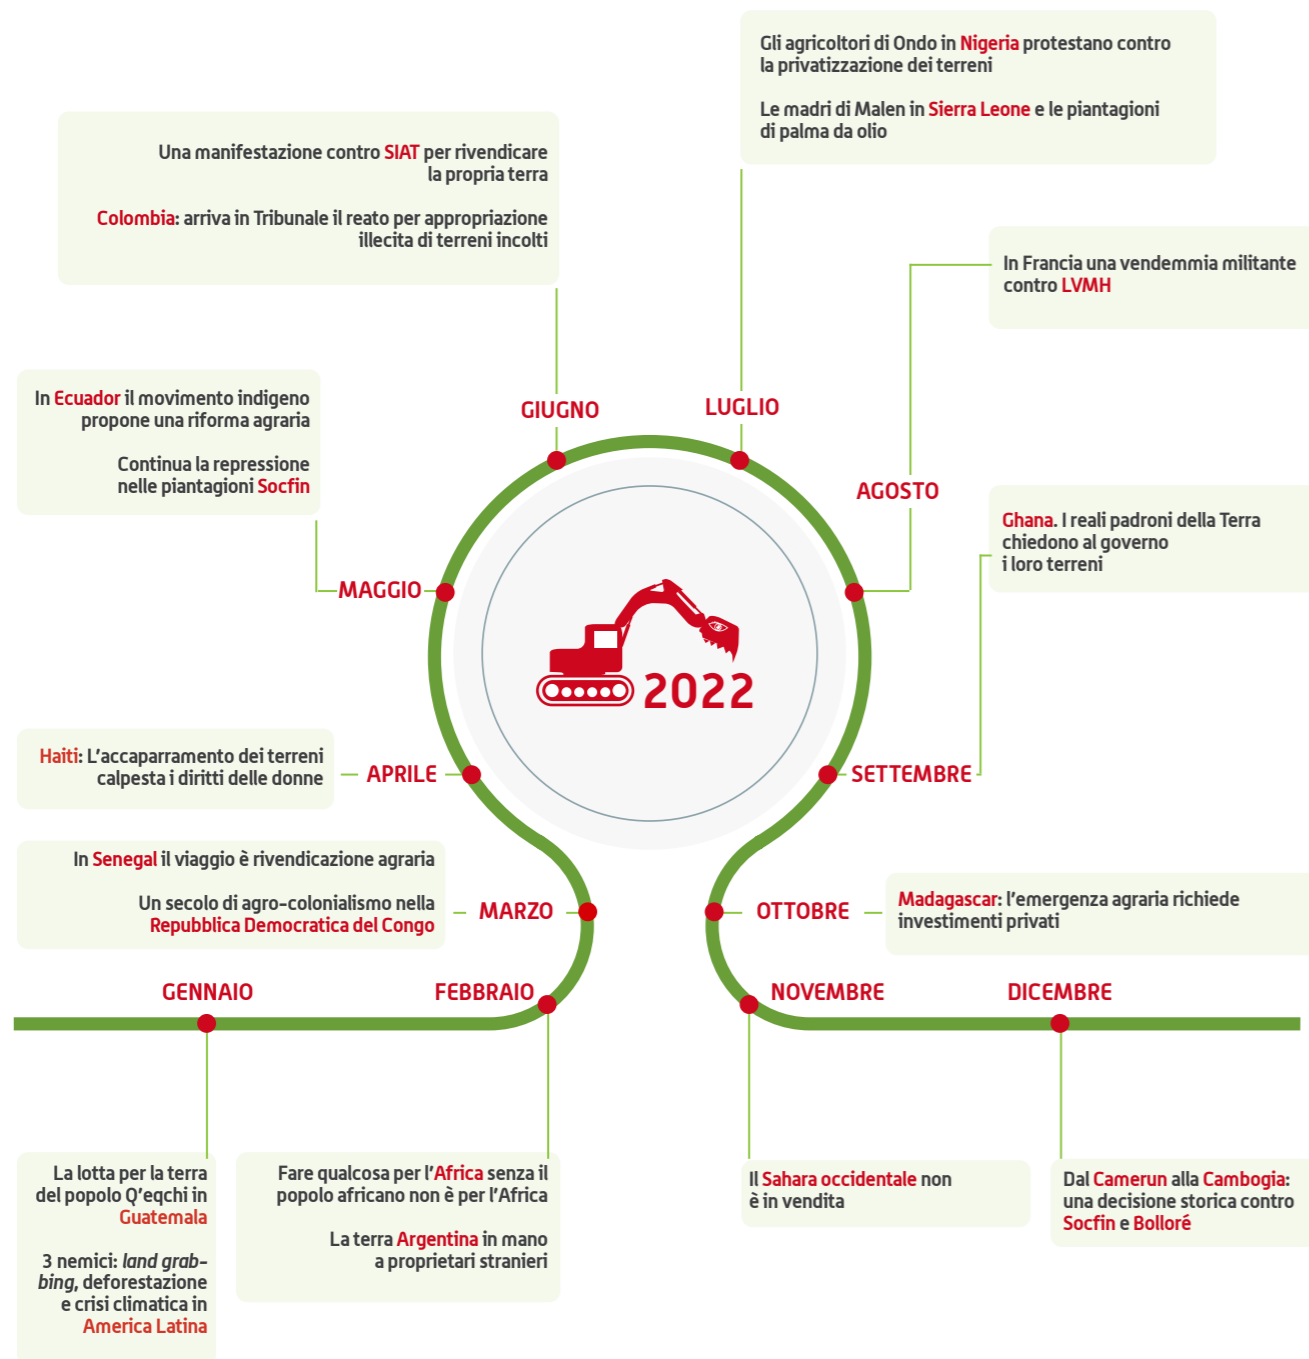 GENNAIO
La lotta per la terra
del popolo Q'eqchi in
Guatemala
3 nemici: land grab-
bing, deforestazione
e crisi climatica in
America Latina
FEBBRAIO
Fare qualcosa per l'Africa senza il
popolo africano non è per l'Africa
La terra Argentina in mano
a proprietari stranieri
MARZO
In Senegal il viaggio è rivendicazione agraria
Un secolo di agro-colonialismo nella
Repubblica Democratica del Congo
APRILE
Haiti: L'accaparramento dei terreni
calpesta i diritti delle donne
MAGGIO
In Ecuador il movimento indigeno
propone una riforma agraria
Continua la repressione
nelle piantagioni Socfin
GIUGNO
Una manifestazione contro SIAT per rivendicare
la propria terra
Colombia: arriva in Tribunale il reato per appropriazione
illecita di terreni incolti
LUGLIO
Gli agricoltori di Ondo in Nigeria protestano contro
la privatizzazione dei terreni
Le madri di Malen in Sierra Leone e le piantagioni
di palma da olio
AGOSTO
In Francia una vendemmia militante
contro LVMH
SETTEMBRE
Ghana. I reali padroni della Terra
chiedono al governo
i loro terreni
OTTOBRE
Madagascar: l'emergenza agraria richiede
investimenti privati
NOVEMBRE
Il Sahara occidentale non
è in vendita
DICEMBRE
Dal Camerun alla Cambogia:
una decisione storica contro
Socfin e Bolloré
2022